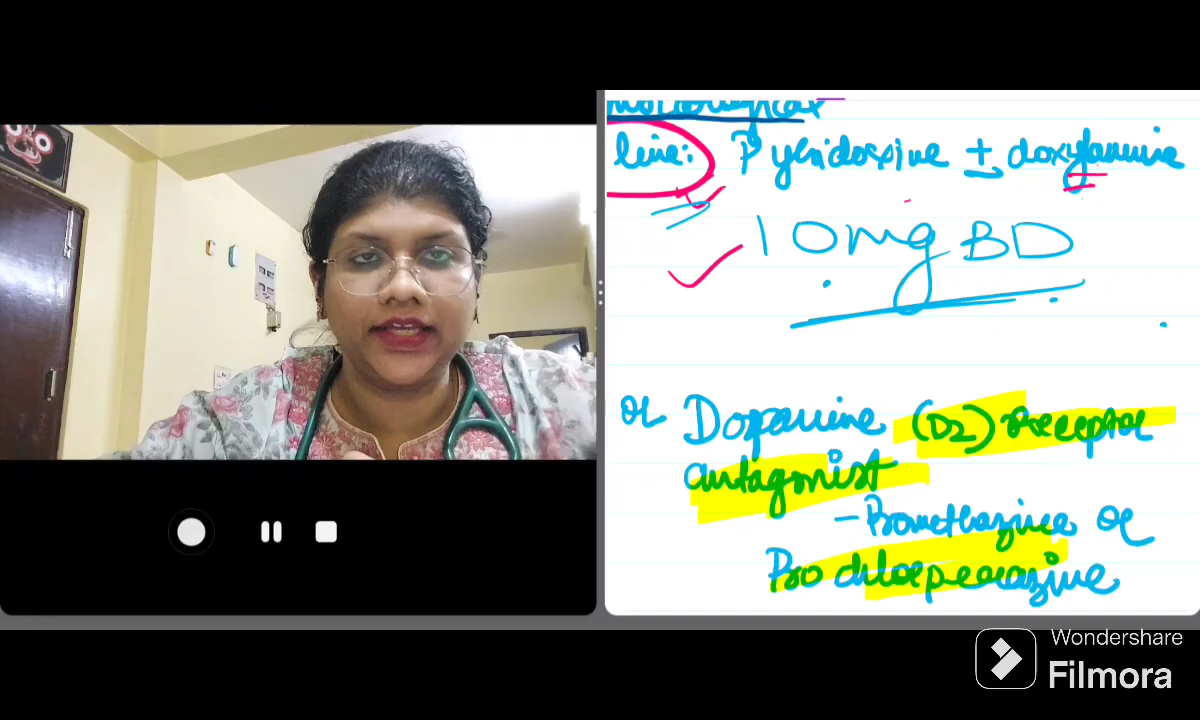 line: Pyridoxine ± doxylamine
10mg BD
or Dopamine (D2) receptor
antagonist
- Promethazine or
Prochlorperazine
Wondershare
Filmora